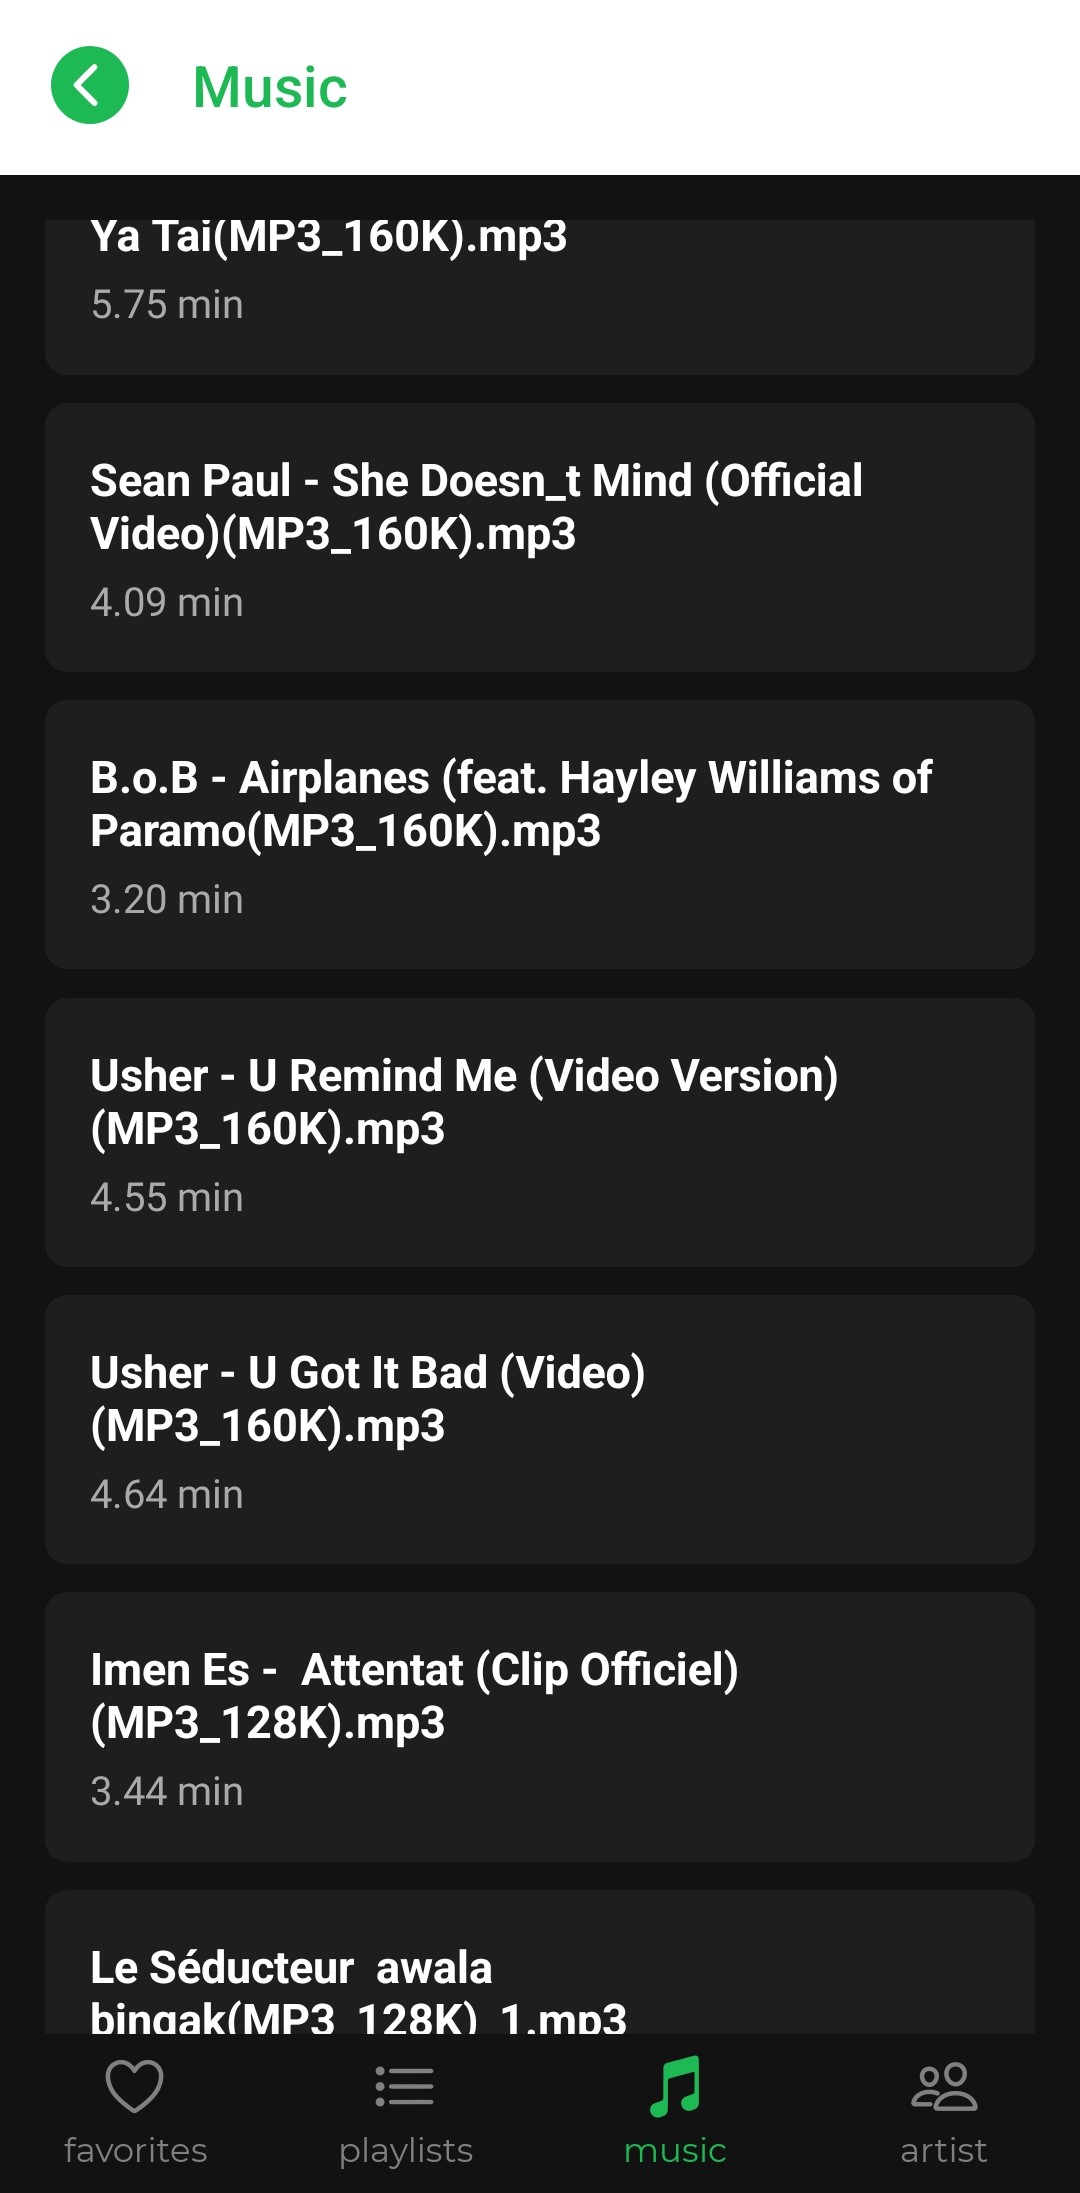 Music
Ya Tai(MP3_160K).mp3
5.75 min
Sean Paul - She Doesn_t Mind (Official
Video)(MP3_160K).mp3
4.09 min
B.o.B - Airplanes (feat. Hayley Williams of
Paramo(MP3_160K).mp3
3.20 min
Usher - U Remind Me (Video Version)
(MP3_160K).mp3
4.55 min
Usher - U Got It Bad (Video)
(MP3_160K).mp3
4.64 min
Imen Es -  Attentat (Clip Officiel)
(MP3_128K).mp3
3.44 min
Le Séducteur  awala
bingak(MP3_128K)_1.mp3
favorites
playlists
music
artist